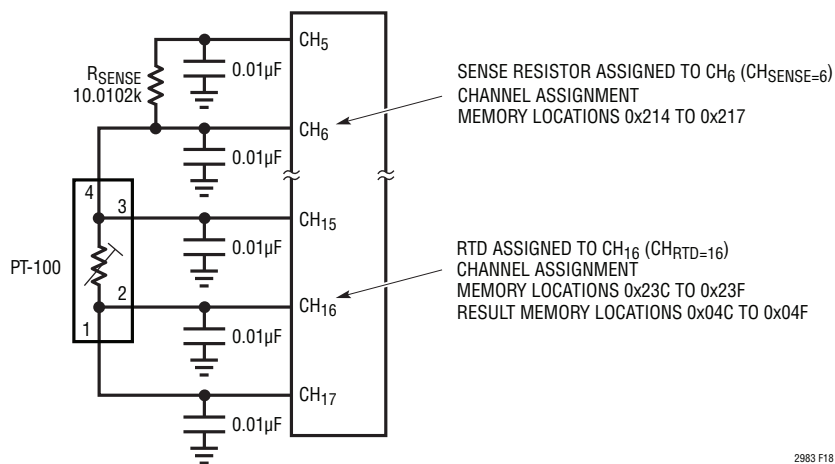 CH5
RSENSE
10.0102k
0.01µF
SENSE RESISTOR ASSIGNED TO CH6 (CHSENSE=6)
CHANNEL ASSIGNMENT
MEMORY LOCATIONS 0x214 TO 0x217
CH6
0.01µF
4
3
CH15
0.01µF
PT-100
RTD ASSIGNED TO CH16 (CHRTD=16)
CHANNEL ASSIGNMENT
MEMORY LOCATIONS 0x23C TO 0x23F
RESULT MEMORY LOCATIONS 0x04C TO 0x04F
2
1
CH16
0.01µF
CH17
0.01µF
2983 F18